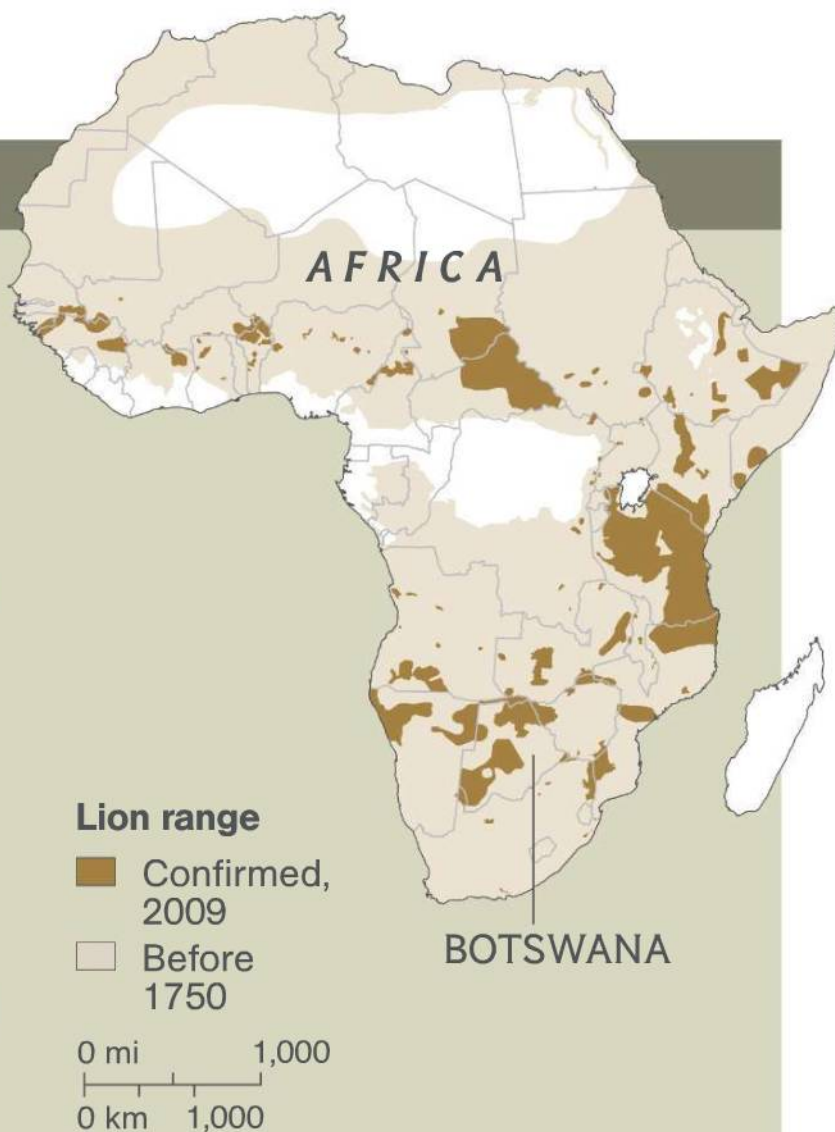 AFRICA
Lion range
Confirmed,
2009
Before
1750
BOTSWANA
0 mi 1,000
0 km 1,000